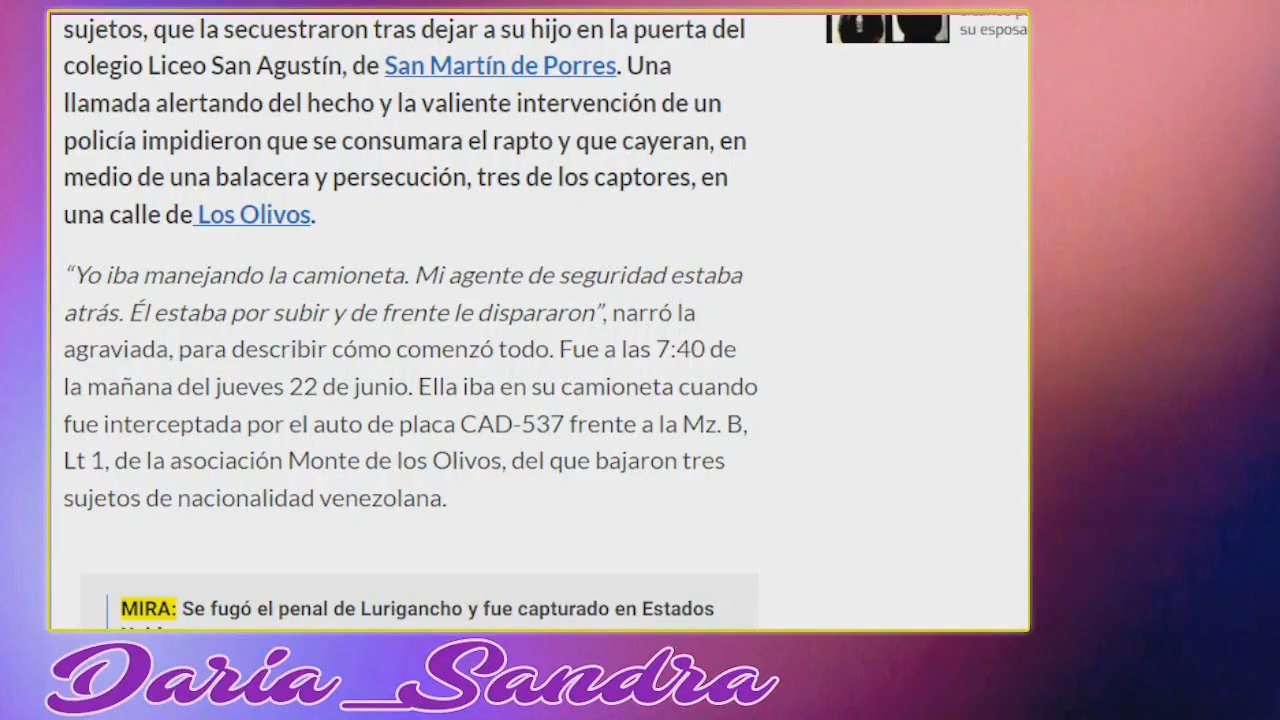 sujetos, que la secuestraron tras dejar a su hijo en la puerta del
colegio Liceo San Agustín, de San Martín de Porres. Una
llamada alertando del hecho y la valiente intervención de un
policía impidieron que se consumara el rapto y que cayeran, en
medio de una balacera y persecución, tres de los captores, en
una calle de Los Olivos.
“Yo iba manejando la camioneta. Mi agente de seguridad estaba
atrás. Él estaba por subir y de frente le dispararon”, narró la
agraviada, para describir cómo comenzó todo. Fue a las 7:40 de
la mañana del jueves 22 de junio. Ella iba en su camioneta cuando
fue interceptada por el auto de placa CAD-537 frente a la Mz. B,
Lt 1, de la asociación Monte de los Olivos, del que bajaron tres
sujetos de nacionalidad venezolana.
MIRA: Se fugó el penal de Lurigancho y fue capturado en Estados
su esposa
Daria_Sandra